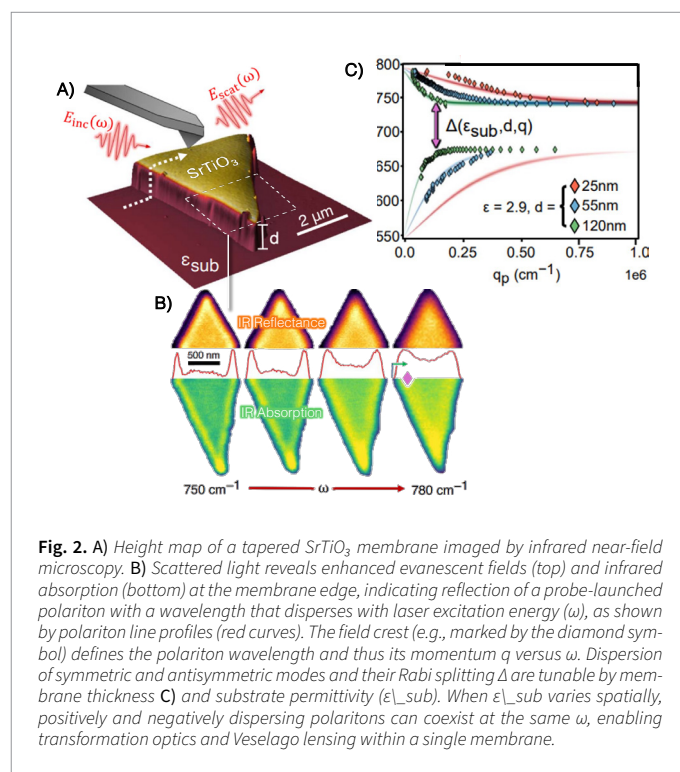 A)
E_inc(ω)
E_scat(ω)
SrTiO₃
2 μm
d
ε_sub
C)
800
750
700
650
600
550
Δ(ε_sub,d,q)
ε = 2.9, d =
25nm
55nm
120nm
0.0 0.25 0.50 0.75 1.0
q_p (cm⁻¹)
1e6
B)
IR Reflectance
500 nm
IR Absorption
750 cm⁻¹ ω 780 cm⁻¹
Fig. 2. A) Height map of a tapered SrTiO₃ membrane imaged by infrared near-field
microscopy. B) Scattered light reveals enhanced evanescent fields (top) and infrared
absorption (bottom) at the membrane edge, indicating reflection of a probe-launched
polariton with a wavelength that disperses with laser excitation energy (ω), as shown
by polariton line profiles (red curves). The field crest (e.g., marked by the diamond sym-
bol) defines the polariton wavelength and thus its momentum q versus ω. Dispersion
of symmetric and antisymmetric modes and their Rabi splitting Δ are tunable by mem-
brane thickness C) and substrate permittivity (ε\_sub). When ε\_sub varies spatially,
positively and negatively dispersing polaritons can coexist at the same ω, enabling
transformation optics and Veselago lensing within a single membrane.